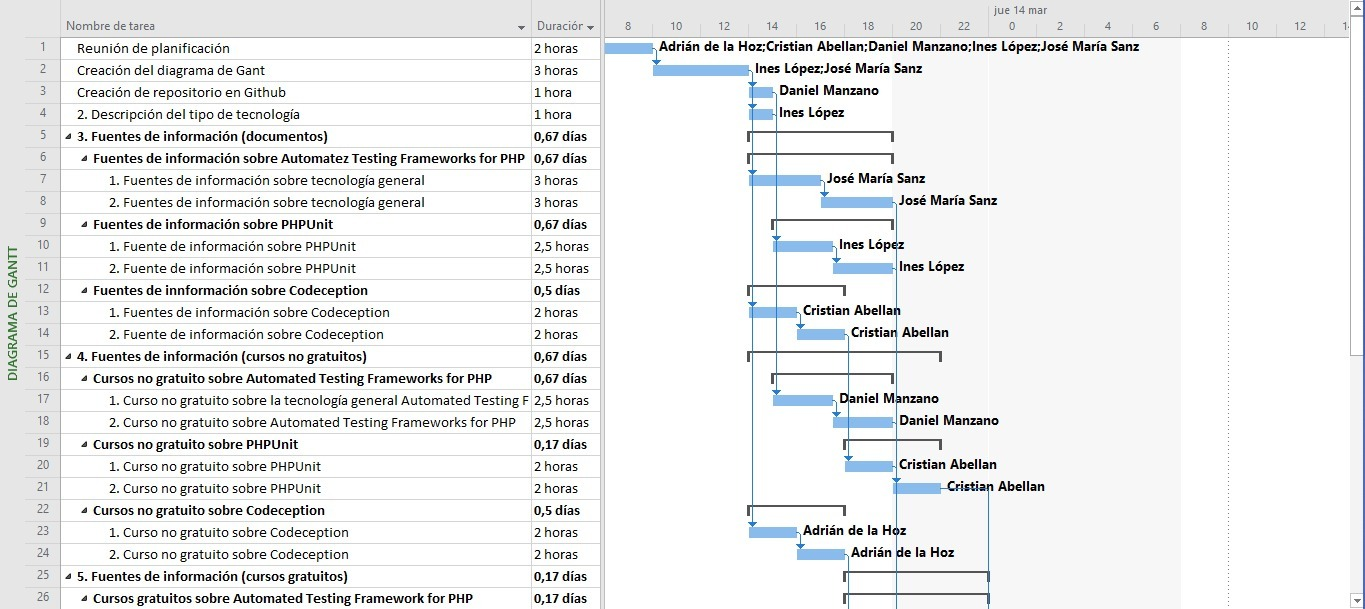 jue 14 mar
Nombre de tarea Duración 8 10 12 14 16 18 20 22 0 2 4 6 8 10 12
DIAGRAMA DE GANTT
1 Reunión de planificación 2 horas Adrián de la Hoz;Cristian Abellan;Daniel Manzano;Ines López;José María Sanz
2 Creación del diagrama de Gant 3 horas Ines López;José María Sanz
3 Creación de repositorio en Github 1 hora Daniel Manzano
4 2. Descripción del tipo de tecnología 1 hora Ines López
5 3. Fuentes de información (documentos) 0,67 días
6 Fuentes de información sobre Automatez Testing Frameworks for PHP 0,67 días
7 1. Fuentes de información sobre tecnología general 3 horas José María Sanz
8 2. Fuentes de información sobre tecnología general 3 horas José María Sanz
9 Fuentes de información sobre PHPUnit 0,67 días
10 1. Fuente de información sobre PHPUnit 2,5 horas Ines López
11 2. Fuente de información sobre PHPUnit 2,5 horas Ines López
12 Fuentes de innformación sobre Codeception 0,5 días
13 1. Fuentes de información sobre Codeception 2 horas Cristian Abellan
14 2. Fuente de información sobre Codeception 2 horas Cristian Abellan
15 4. Fuentes de información (cursos no gratuitos) 0,67 días
16 Cursos no gratuito sobre Automated Testing Frameworks for PHP 0,67 días
17 1. Curso no gratuito sobre la tecnología general Automated Testing F 2,5 horas Daniel Manzano
18 2. Curso no gratuito sobre Automated Testing Frameworks for PHP 2,5 horas Daniel Manzano
19 Cursos no gratuito sobre PHPUnit 0,17 días
20 1. Curso no gratuito sobre PHPUnit 2 horas Cristian Abellan
21 2. Curso no gratuito sobre PHPUnit 2 horas Cristian Abellan
22 Cursos no gratuito sobre Codeception 0,5 días
23 1. Curso no gratuito sobre Codeception 2 horas Adrián de la Hoz
24 2. Curso no gratuito sobre Codeception 2 horas Adrián de la Hoz
25 5. Fuentes de información (cursos gratuitos) 0,17 días
26 Cursos gratuitos sobre Automated Testing Framework for PHP 0,17 días